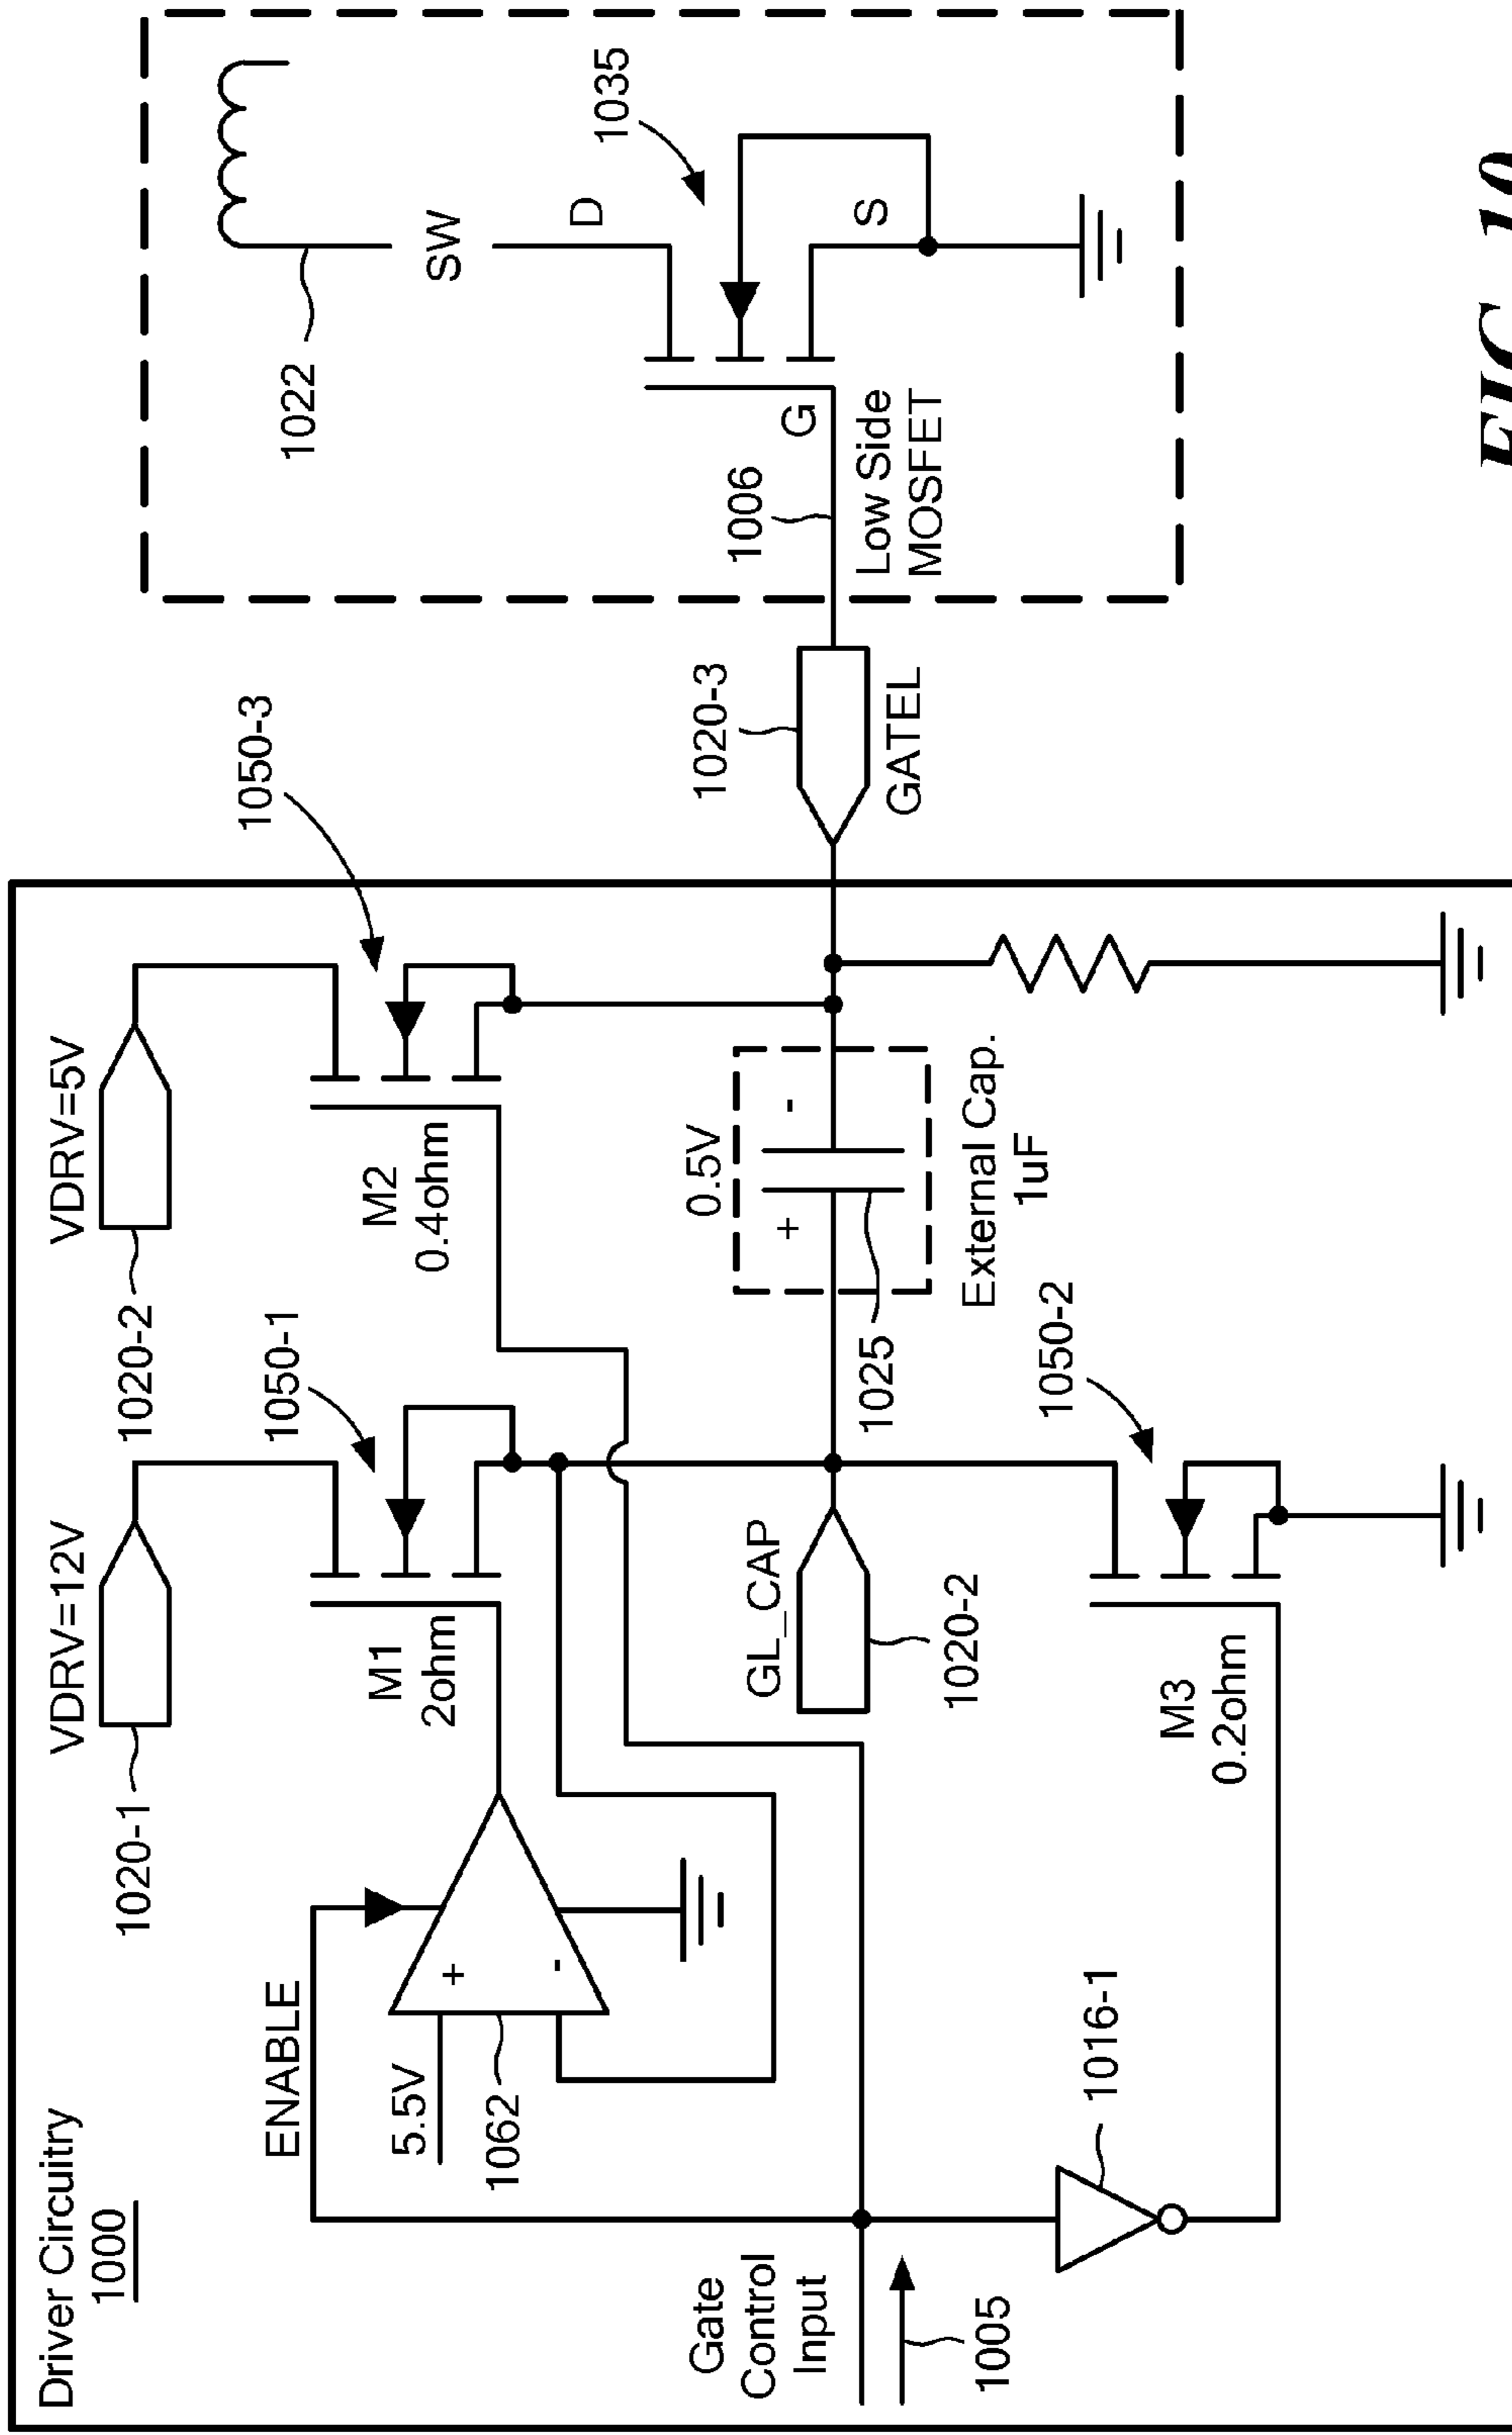 Driver Circuitry
1000
VDRV=12V
1020-1
VDRV=5V
1020-2
ENABLE
5.5V
+
-
1062
M1
2ohm
1050-1
M2
0.4ohm
1050-3
Gate
Control
Input
1005
GL_CAP
1020-2
0.5V
+
-
1025
External Cap.
1uF
1016-1
M3
0.2ohm
1050-2
1020-3
GATEL
1006
1022
SW
D
G
S
1035
Low Side
MOSFET
FIG. 10